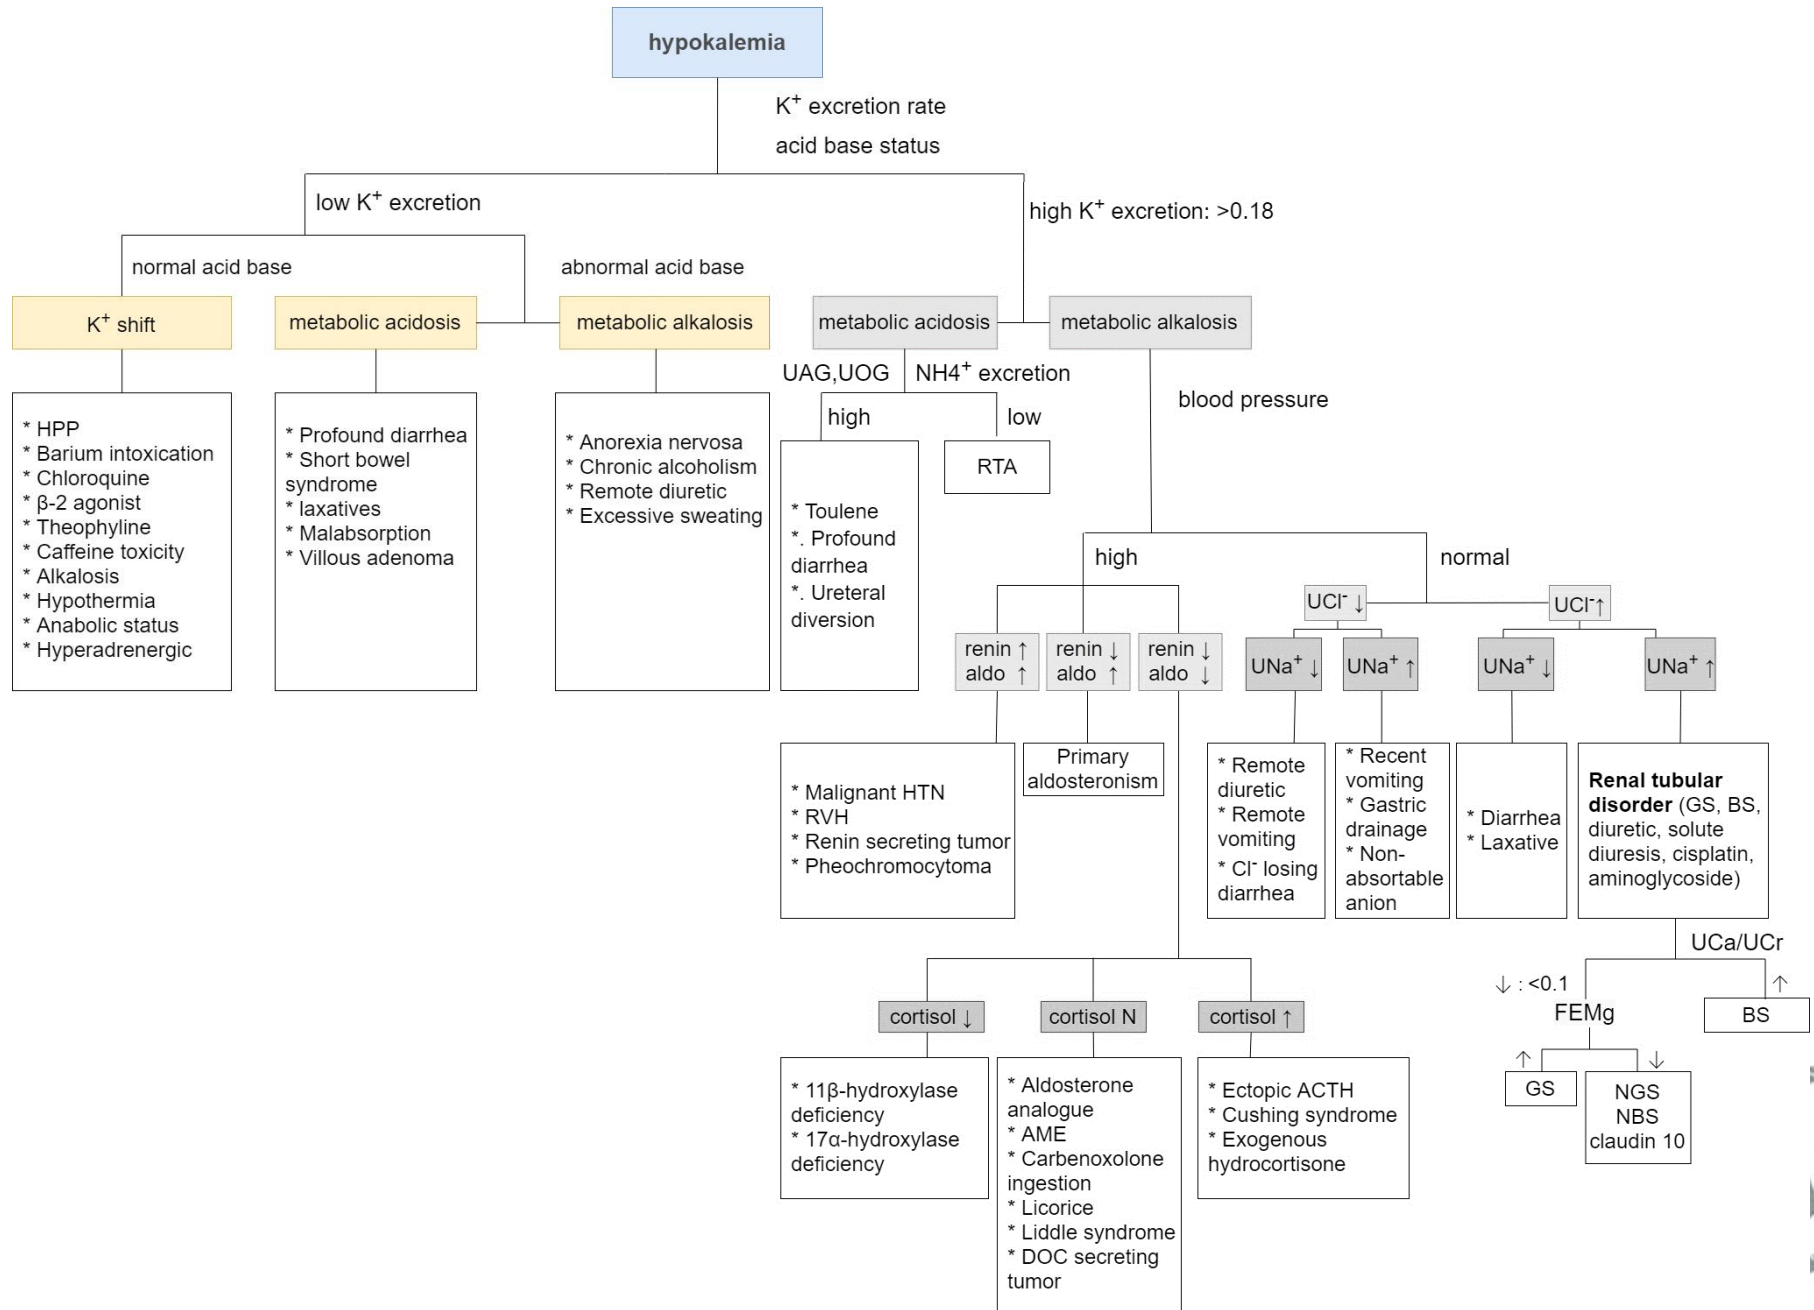 hypokalemia
K+ excretion rate
acid base status
low K+ excretion
high K+ excretion: >0.18
normal acid base
abnormal acid base
K+ shift
metabolic acidosis
metabolic alkalosis
metabolic acidosis
metabolic alkalosis
* HPP
* Barium intoxication
* Chloroquine
* β-2 agonist
* Theophyline
* Caffeine toxicity
* Alkalosis
* Hypothermia
* Anabolic status
* Hyperadrenergic
* Profound diarrhea
* Short bowel
syndrome
* laxatives
* Malabsorption
* Villous adenoma
* Anorexia nervosa
* Chronic alcoholism
* Remote diuretic
* Excessive sweating
UAG,UOG
NH4+ excretion
high
low
* Toulene
*. Profound
diarrhea
*. Ureteral
diversion
RTA
blood pressure
high
normal
renin ↑
aldo ↑
renin ↓
aldo ↑
renin ↓
aldo ↓
UCl- ↓
UCl-↑
UNa+ ↓
UNa+ ↑
UNa+ ↓
UNa+ ↑
* Malignant HTN
* RVH
* Renin secreting tumor
* Pheochromocytoma
Primary
aldosteronism
* Remote
diuretic
* Remote
vomiting
* Cl- losing
diarrhea
* Recent
vomiting
* Gastric
drainage
* Non-
absortable
anion
* Diarrhea
* Laxative
Renal tubular
disorder (GS, BS,
diuretic, solute
diuresis, cisplatin,
aminoglycoside)
UCa/UCr
↓ : <0.1
↑
FEMg
BS
↑
↓
GS
NGS
NBS
claudin 10
cortisol ↓
cortisol N
cortisol ↑
* 11β-hydroxylase
deficiency
* 17α-hydroxylase
deficiency
* Aldosterone
analogue
* AME
* Carbenoxolone
ingestion
* Licorice
* Liddle syndrome
* DOC secreting
tumor
* Ectopic ACTH
* Cushing syndrome
* Exogenous
hydrocortisone